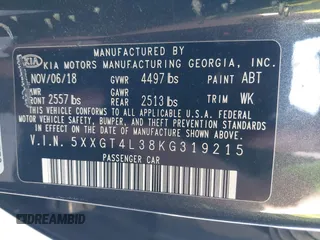 MANUFACTURED BY
KIA KIA MOTORS MANUFACTURING GEORGIA, INC.
NOV/06/18 GVWR 4497 lbs PAINT ABT
GAWR GAWR
FRONT 2557 lbs REAR 2513 lbs TRIM WK
THIS VEHICLE CONFORMS TO ALL APPLICABLE U.S. FEDERAL
MOTOR VEHICLE SAFETY, BUMPER, AND THEFT PREVENTION STANDARDS
IN EFFECT ON THE DATE OF MANUFACTURE SHOWN ABOVE.
V.I.N. 5XXGT4L38KG319215
PASSENGER CAR
DREAMBID